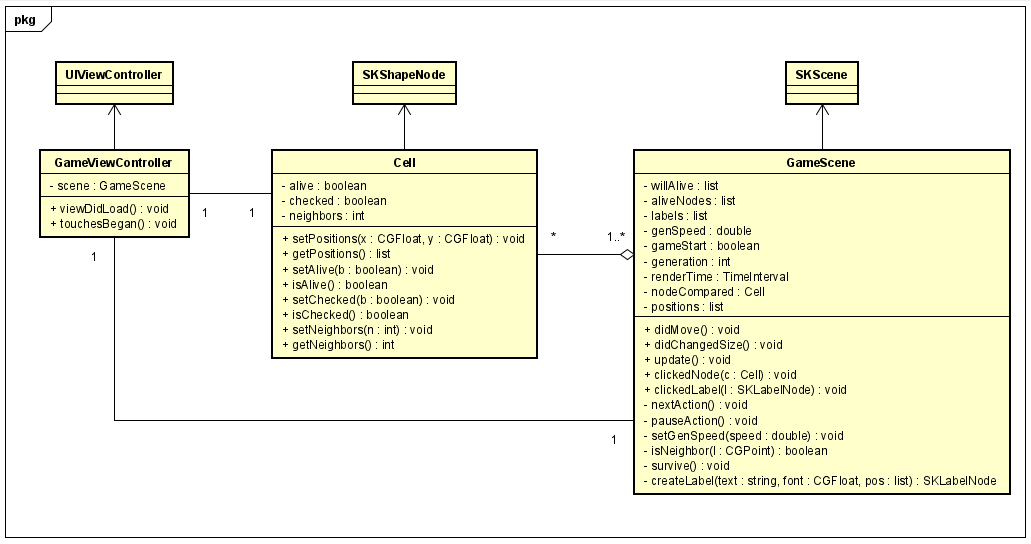 pkg
UIViewController
SKShapeNode
SKScene
GameViewController
- scene : GameScene
+ viewDidLoad() : void
+ touchesBegan() : void
1
1
1
Cell
- alive : boolean
- checked : boolean
- neighbors : int
+ setPositions(x : CGFloat, y : CGFloat) : void
+ getPositions() : list
+ setAlive(b : boolean) : void
+ isAlive() : boolean
+ setChecked(b : boolean) : void
+ isChecked() : boolean
+ setNeighbors(n : int) : void
+ getNeighbors() : int
*
1..*
GameScene
- willAlive : list
- aliveNodes : list
- labels : list
- genSpeed : double
- gameStart : boolean
- generation : int
- renderTime : TimeInterval
- nodeCompared : Cell
- positions : list
+ didMove() : void
+ didChangedSize() : void
+ update() : void
+ clickedNode(c : Cell) : void
+ clickedLabel(l : SKLabelNode) : void
- nextAction() : void
- pauseAction() : void
- setGenSpeed(speed : double) : void
- isNeighbor(l : CGPoint) : boolean
- survive() : void
- createLabel(text : string, font : CGFloat, pos : list) : SKLabelNode
1